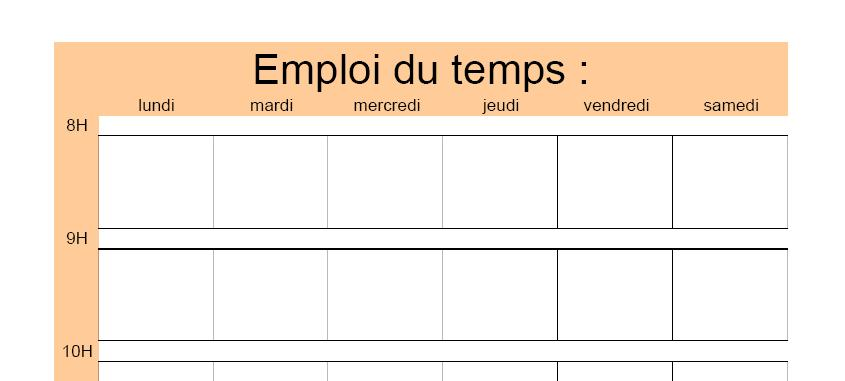 Emploi du temps :
lundi mardi mercredi jeudi vendredi samedi
8H
9H
10H